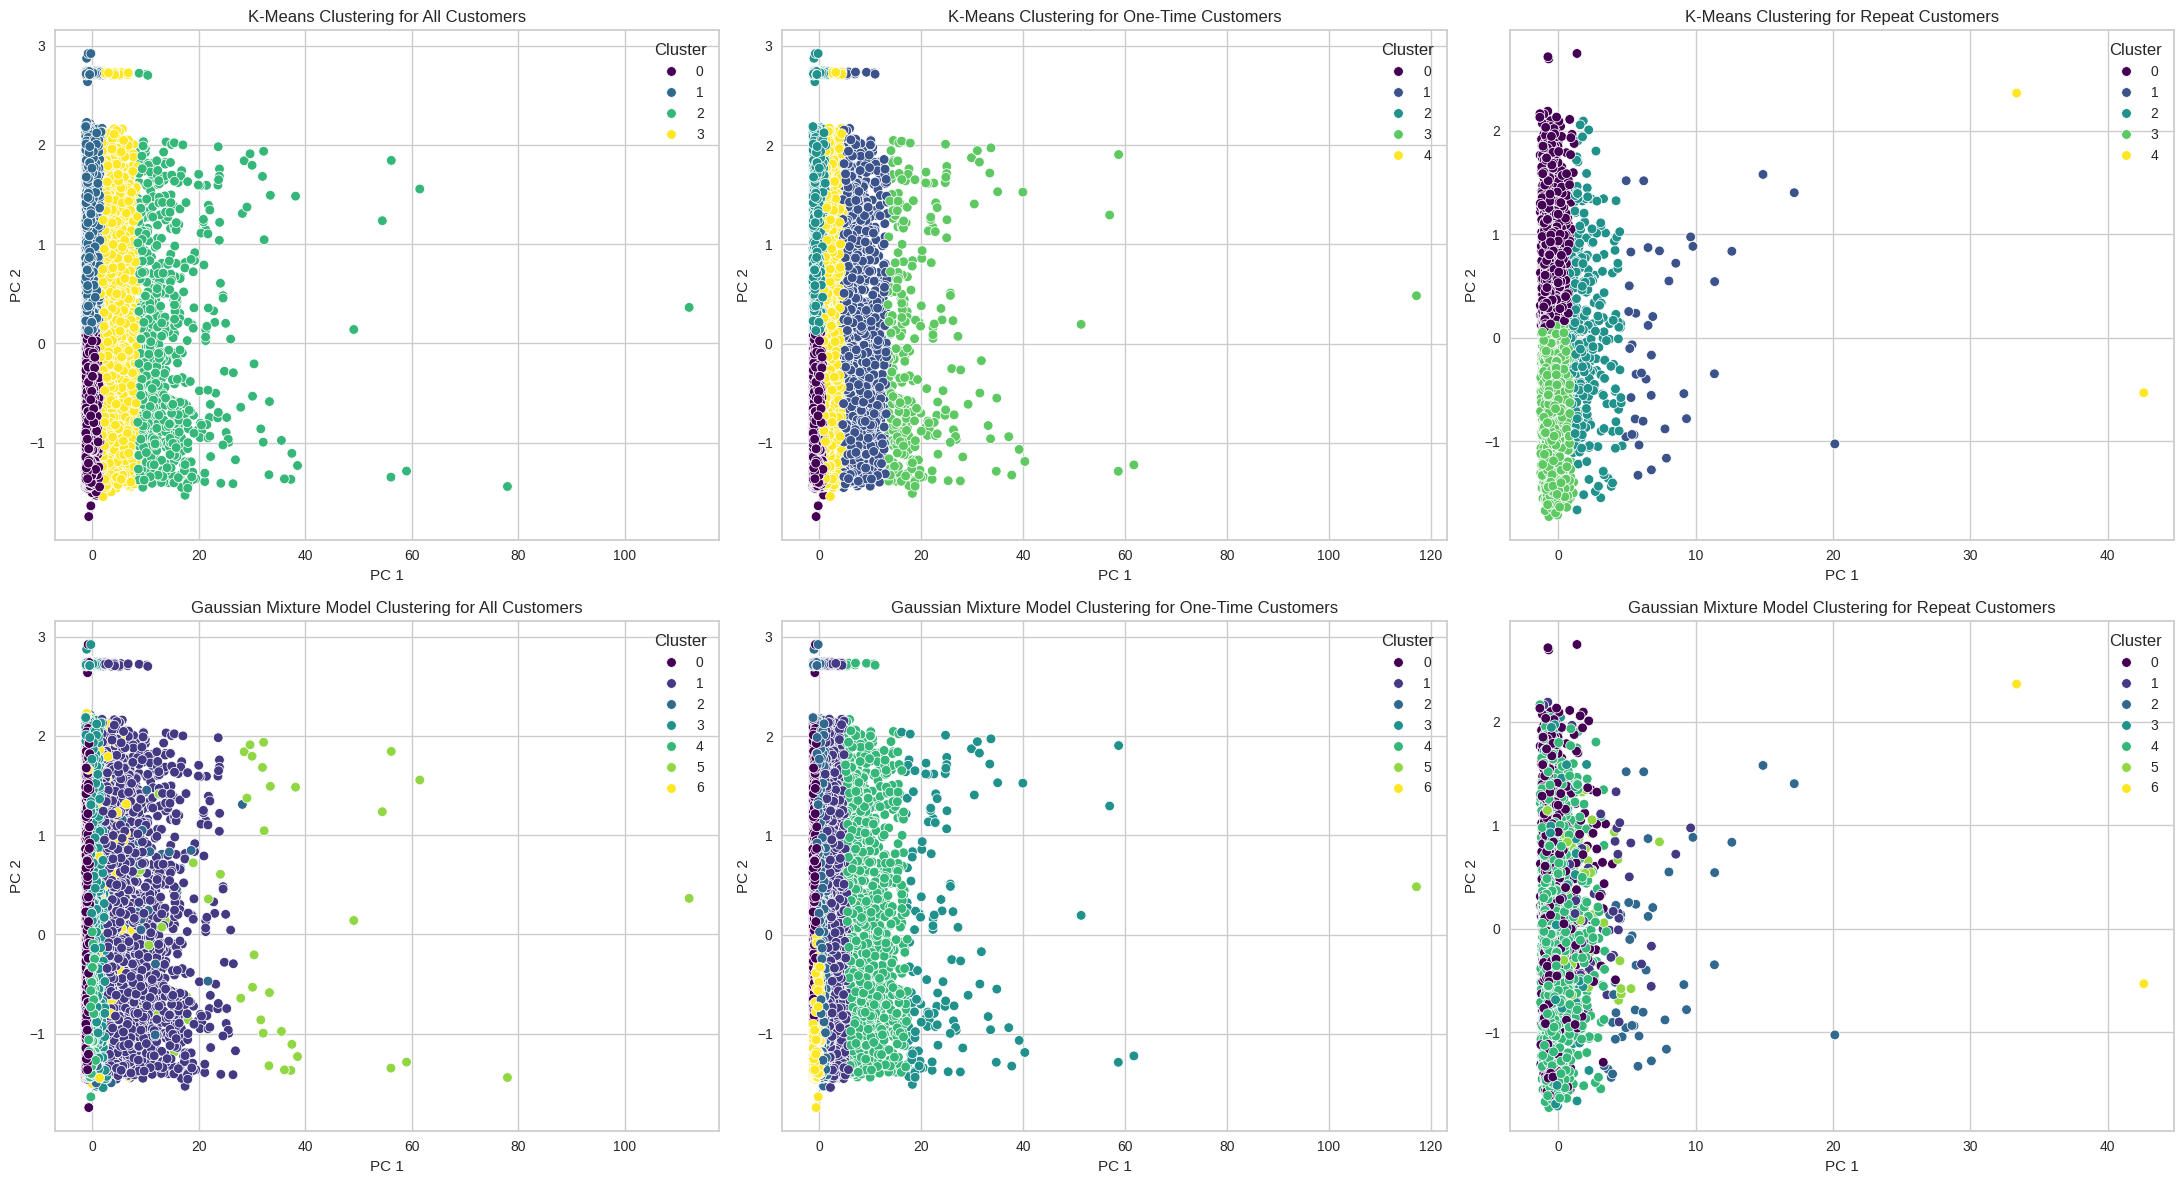 K-Means Clustering for All Customers
Cluster
0
1
2
3
3
2
1
0
−1
PC 2
0 20 40 60 80 100
PC 1
K-Means Clustering for One-Time Customers
Cluster
0
1
2
3
4
3
2
1
0
−1
PC 2
0 20 40 60 80 100 120
PC 1
K-Means Clustering for Repeat Customers
Cluster
0
1
2
3
4
2
1
0
−1
PC 2
0 10 20 30 40
PC 1
Gaussian Mixture Model Clustering for All Customers
Cluster
0
1
2
3
4
5
6
3
2
1
0
−1
PC 2
0 20 40 60 80 100
PC 1
Gaussian Mixture Model Clustering for One-Time Customers
Cluster
0
1
2
3
4
5
6
3
2
1
0
−1
PC 2
0 20 40 60 80 100 120
PC 1
Gaussian Mixture Model Clustering for Repeat Customers
Cluster
0
1
2
3
4
5
6
2
1
0
−1
PC 2
0 10 20 30 40
PC 1